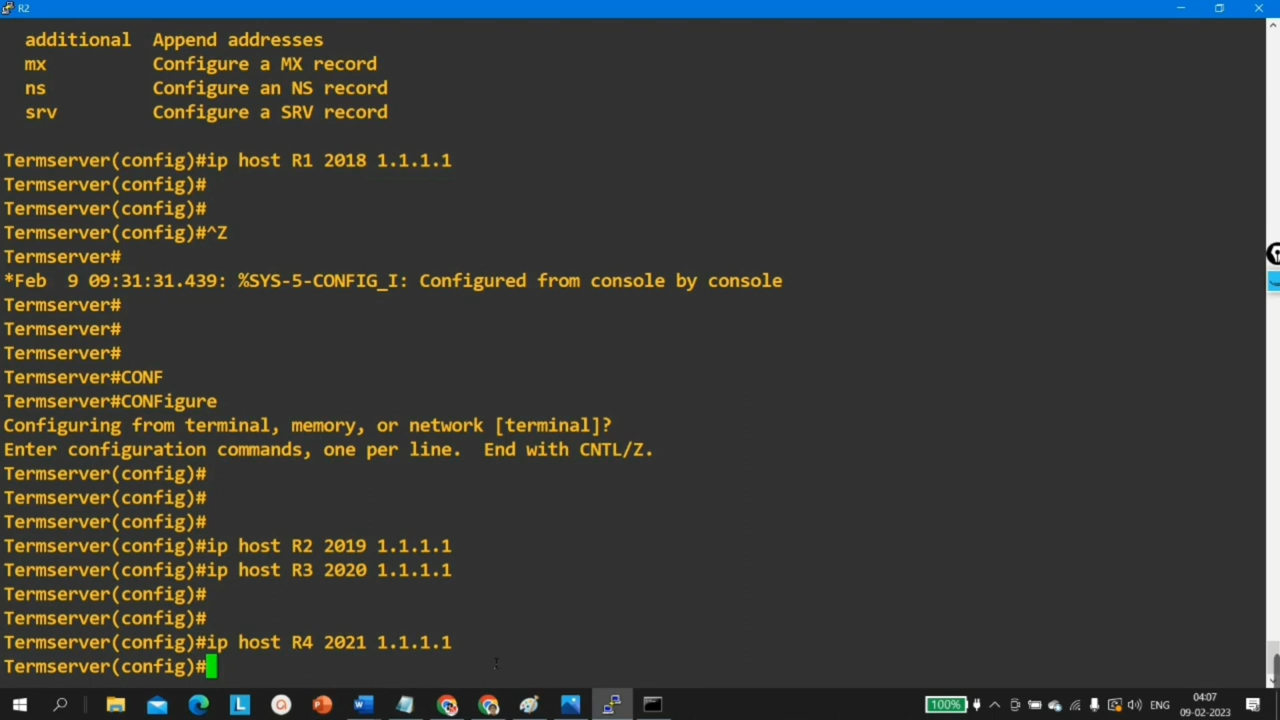 R2
additional  Append addresses
mx          Configure a MX record
ns          Configure an NS record
srv         Configure a SRV record
Termserver(config)#ip host R1 2018 1.1.1.1
Termserver(config)#
Termserver(config)#
Termserver(config)#^Z
Termserver#
*Feb  9 09:31:31.439: %SYS-5-CONFIG_I: Configured from console by console
Termserver#
Termserver#
Termserver#
Termserver#CONF
Termserver#CONFigure
Configuring from terminal, memory, or network [terminal]?
Enter configuration commands, one per line.  End with CNTL/Z.
Termserver(config)#
Termserver(config)#
Termserver(config)#
Termserver(config)#ip host R2 2019 1.1.1.1
Termserver(config)#ip host R3 2020 1.1.1.1
Termserver(config)#
Termserver(config)#
Termserver(config)#ip host R4 2021 1.1.1.1
Termserver(config)#
100%
ENG
04:07
09-02-2023